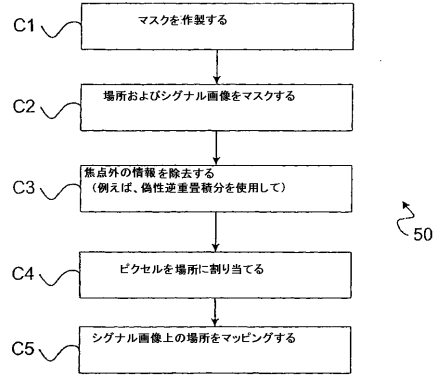 C1
マスクを作製する
C2
場所およびシグナル画像をマスクする
C3
焦点外の情報を除去する
(例えば、偽性逆重畳積分を使用して)
50
C4
ピクセルを場所に割り当てる
C5
シグナル画像上の場所をマッピングする